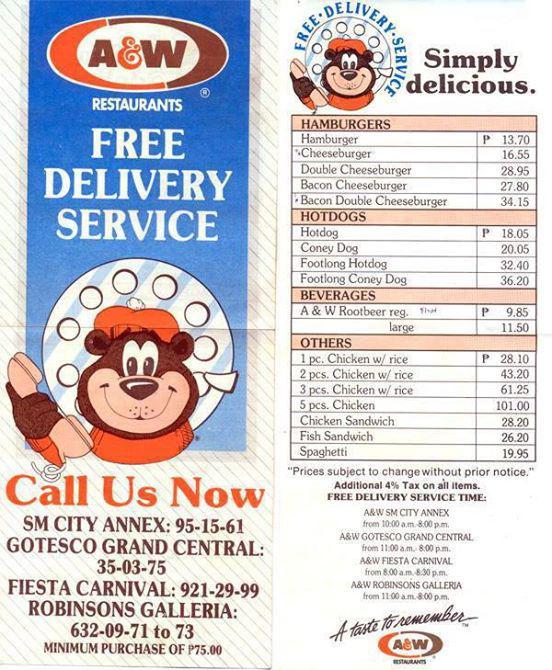 A&W
RESTAURANTS ®
FREE
DELIVERY
SERVICE
Call Us Now
SM CITY ANNEX: 95-15-61
GOTESCO GRAND CENTRAL:
35-03-75
FIESTA CARNIVAL: 921-29-99
ROBINSONS GALLERIA:
632-09-71 to 73
MINIMUM PURCHASE OF ₱75.00
FREE·DELIVERY·SERVICE
Simply
delicious.
HAMBURGERS
Hamburger ₱ 13.70
Cheeseburger 16.55
Double Cheeseburger 28.95
Bacon Cheeseburger 27.80
Bacon Double Cheeseburger 34.15
HOTDOGS
Hotdog ₱ 18.05
Coney Dog 20.05
Footlong Hotdog 32.40
Footlong Coney Dog 36.20
BEVERAGES
A & W Rootbeer reg. ₱ 9.85
large 11.50
OTHERS
1 pc. Chicken w/ rice ₱ 28.10
2 pcs. Chicken w/ rice 43.20
3 pcs. Chicken w/ rice 61.25
5 pcs. Chicken 101.00
Chicken Sandwich 28.20
Fish Sandwich 26.20
Spaghetti 19.95
"Prices subject to change without prior notice."
Additional 4% Tax on all items.
FREE DELIVERY SERVICE TIME:
A&W SM CITY ANNEX
from 10:00 a.m.-8:00 p.m.
A&W GOTESCO GRAND CENTRAL
from 11:00 a.m.- 8:00 p.m.
A&W FIESTA CARNIVAL
from 8:00 a.m.-8:30 p.m.
A&W ROBINSONS GALLERIA
from 11:00 a.m.-8:00 p.m.
A taste to remember ™
A&W
RESTAURANTS